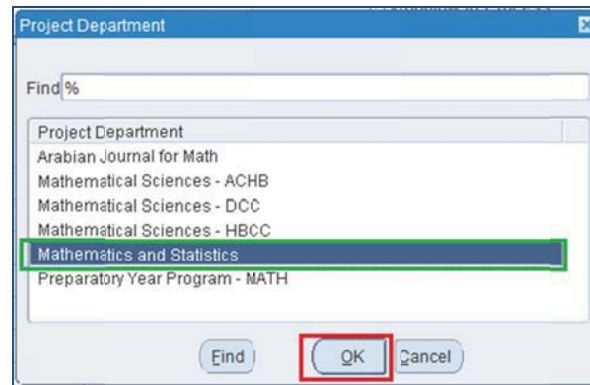 Project Department
Find %
Project Department
Arabian Journal for Math
Mathematical Sciences - ACHB
Mathematical Sciences - DCC
Mathematical Sciences - HBCC
Mathematics and Statistics
Preparatory Year Program - MATH
Find OK Cancel